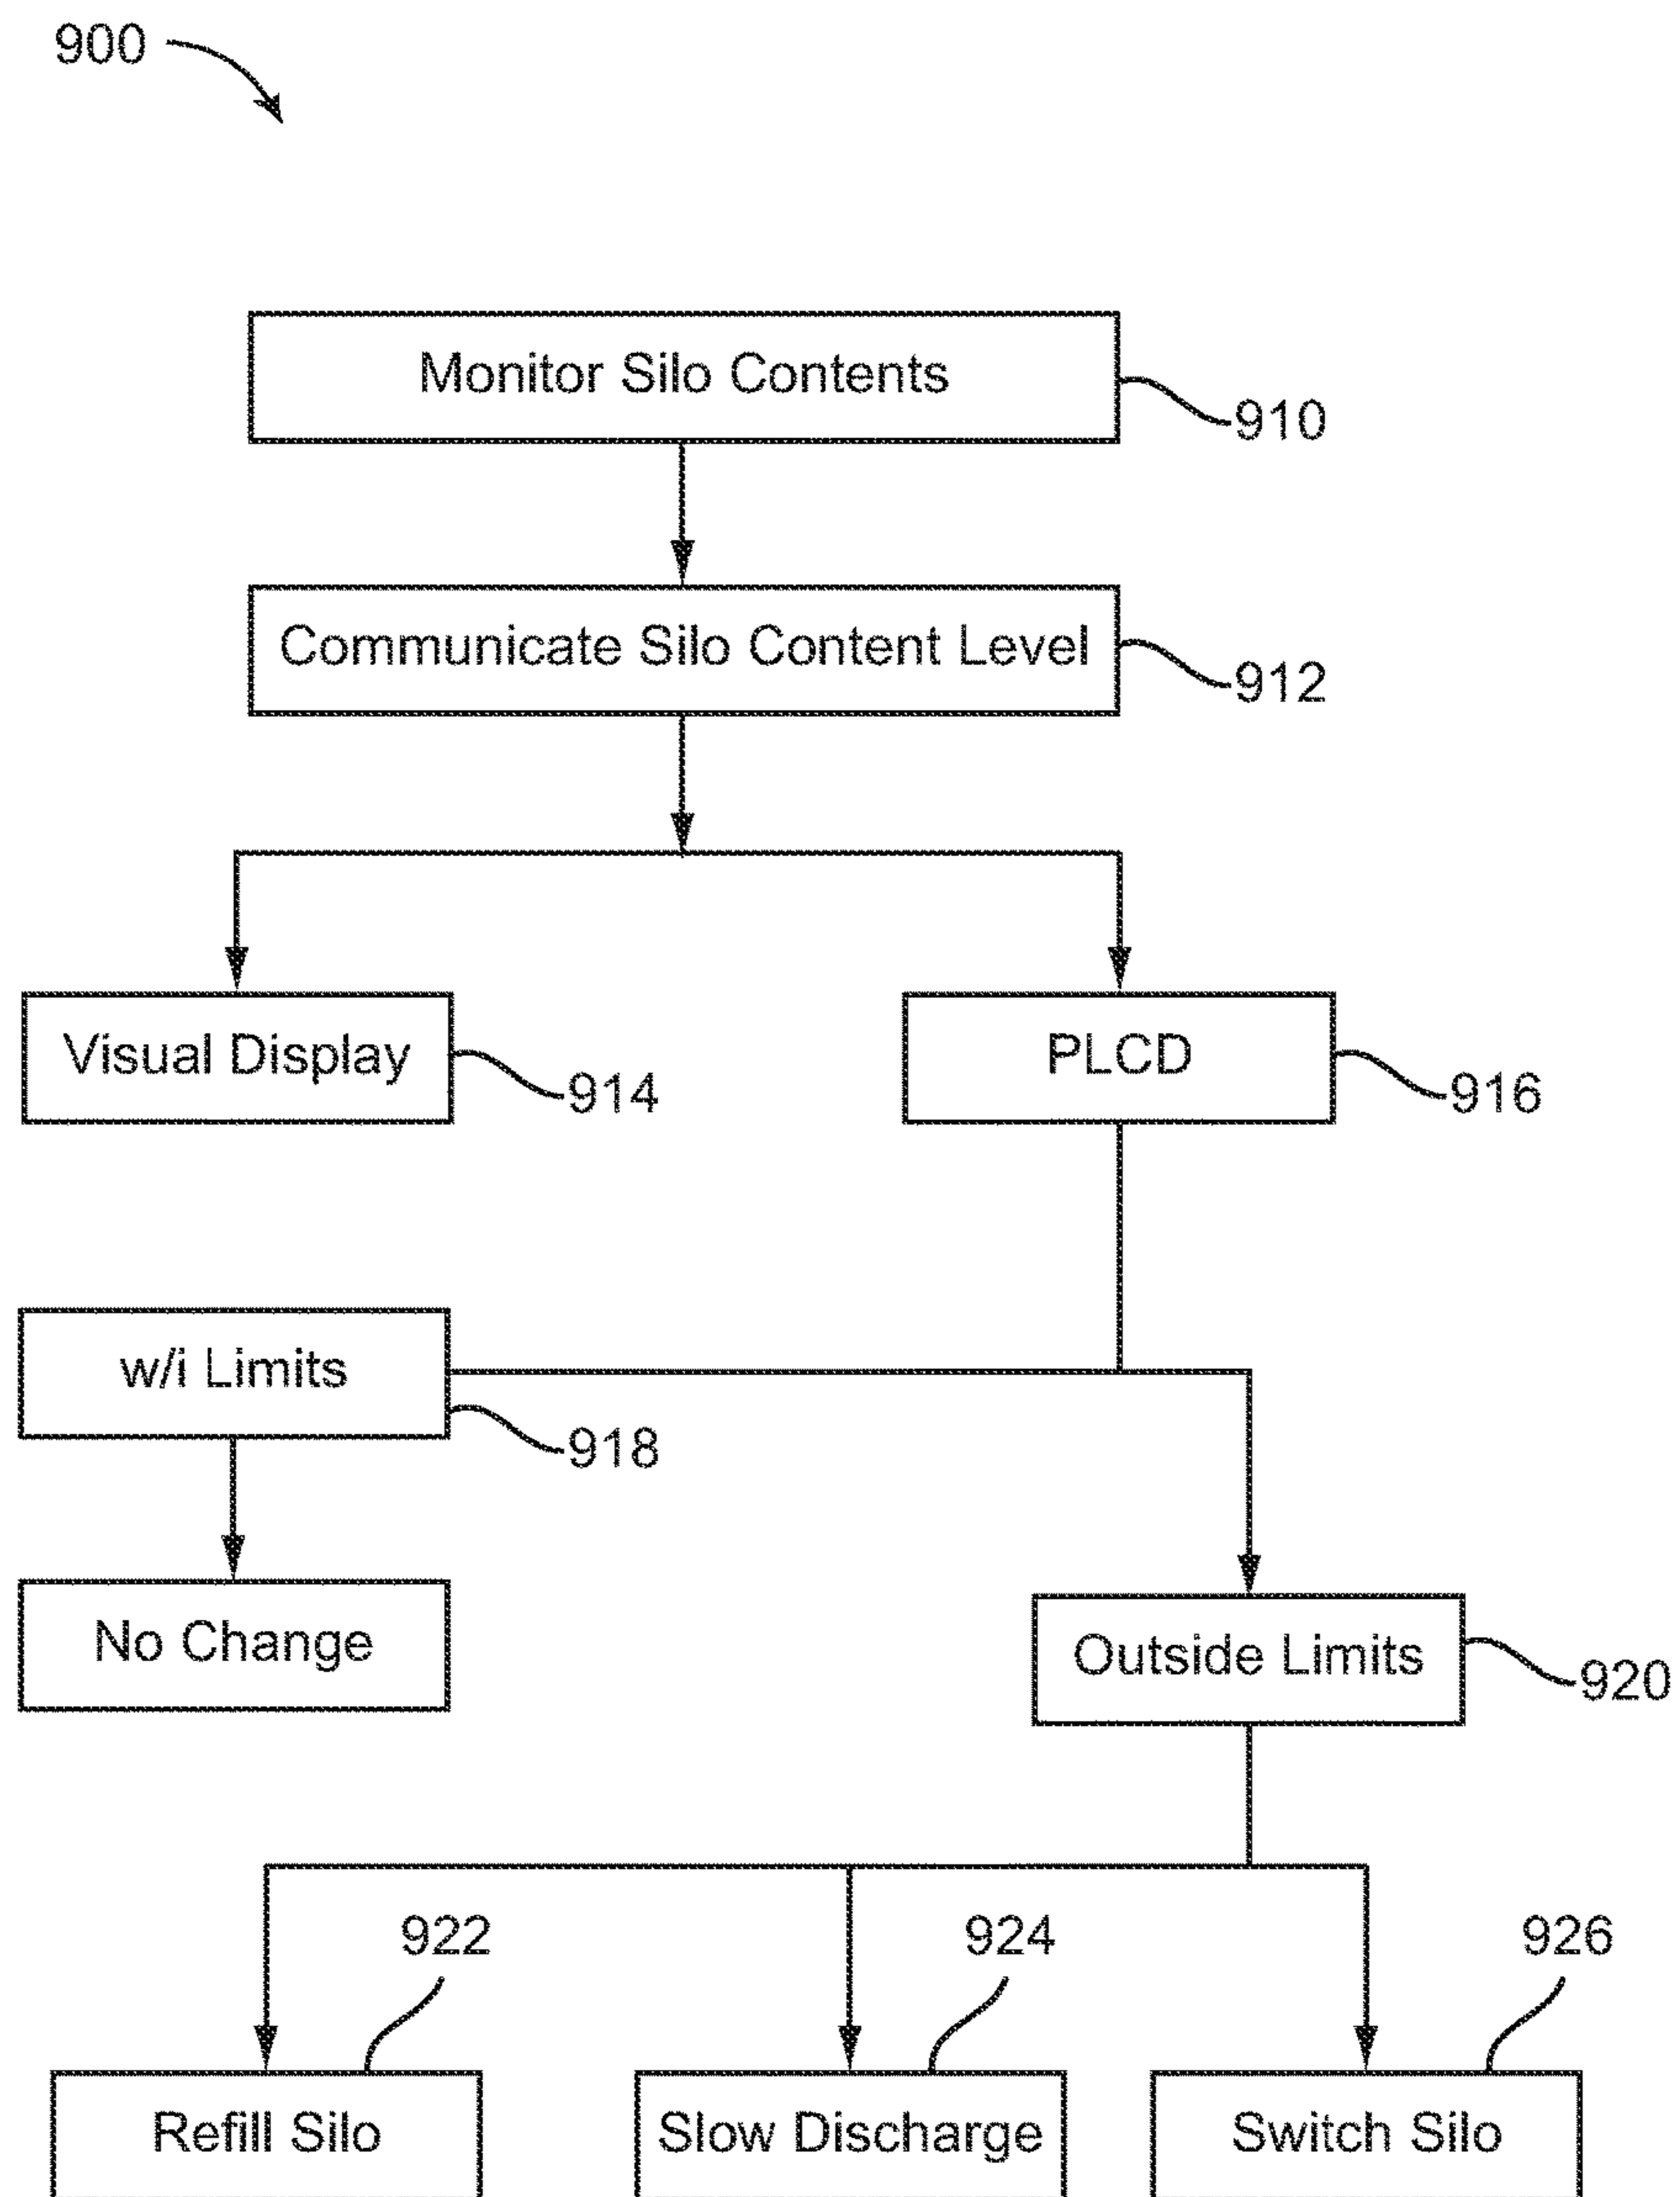 900
Monitor Silo Contents
910
Communicate Silo Content Level
912
Visual Display
914
PLCD
916
w/i Limits
918
No Change
Outside Limits
920
922
924
926
Refill Silo
Slow Discharge
Switch Silo